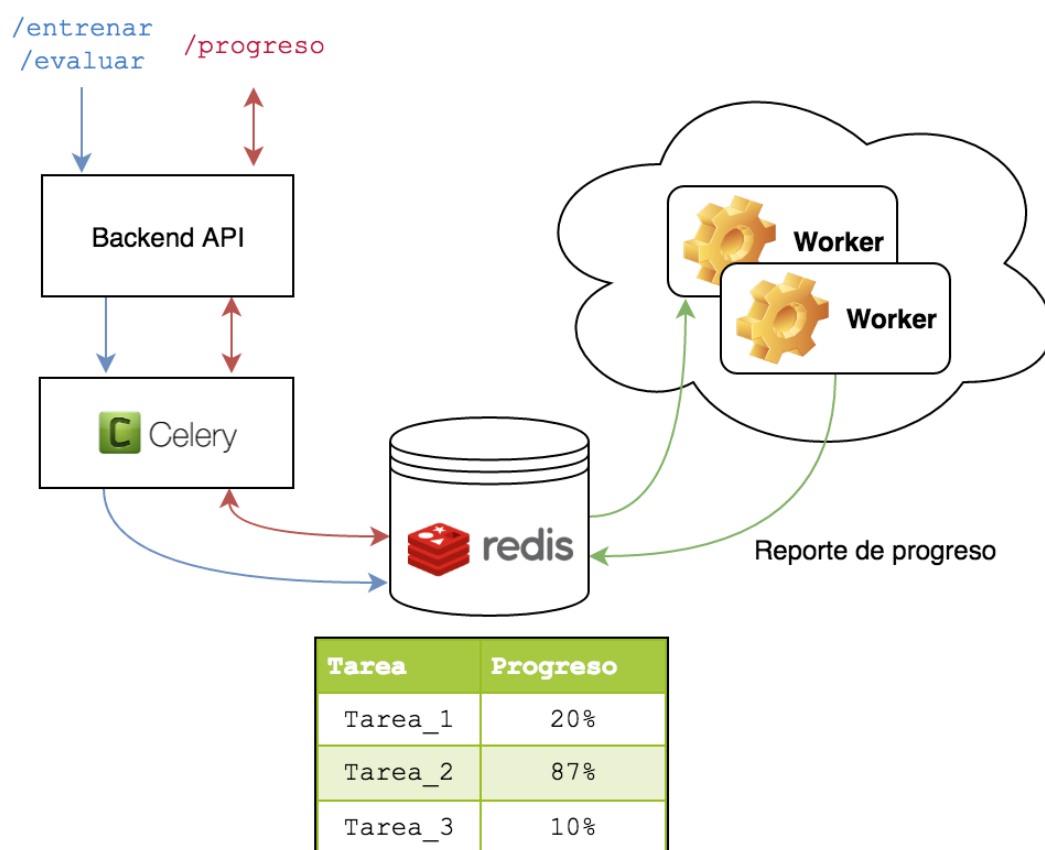 /entrenar
/evaluar
/progreso
Backend API
C Celery
redis
Worker
Worker
Reporte de progreso
Tarea Progreso
Tarea_1 20%
Tarea_2 87%
Tarea_3 10%